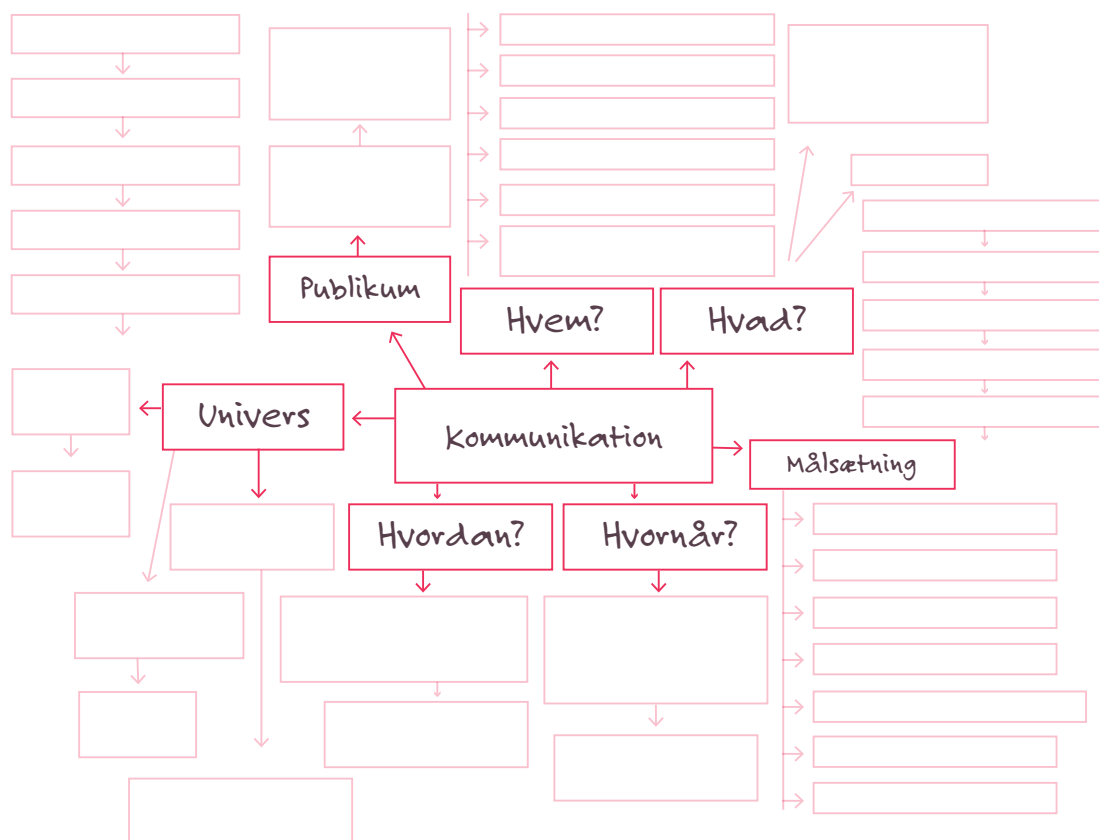 Publikum
Hvem?
Hvad?
Univers
Kommunikation
Målsætning
Hvordan?
Hvornår?